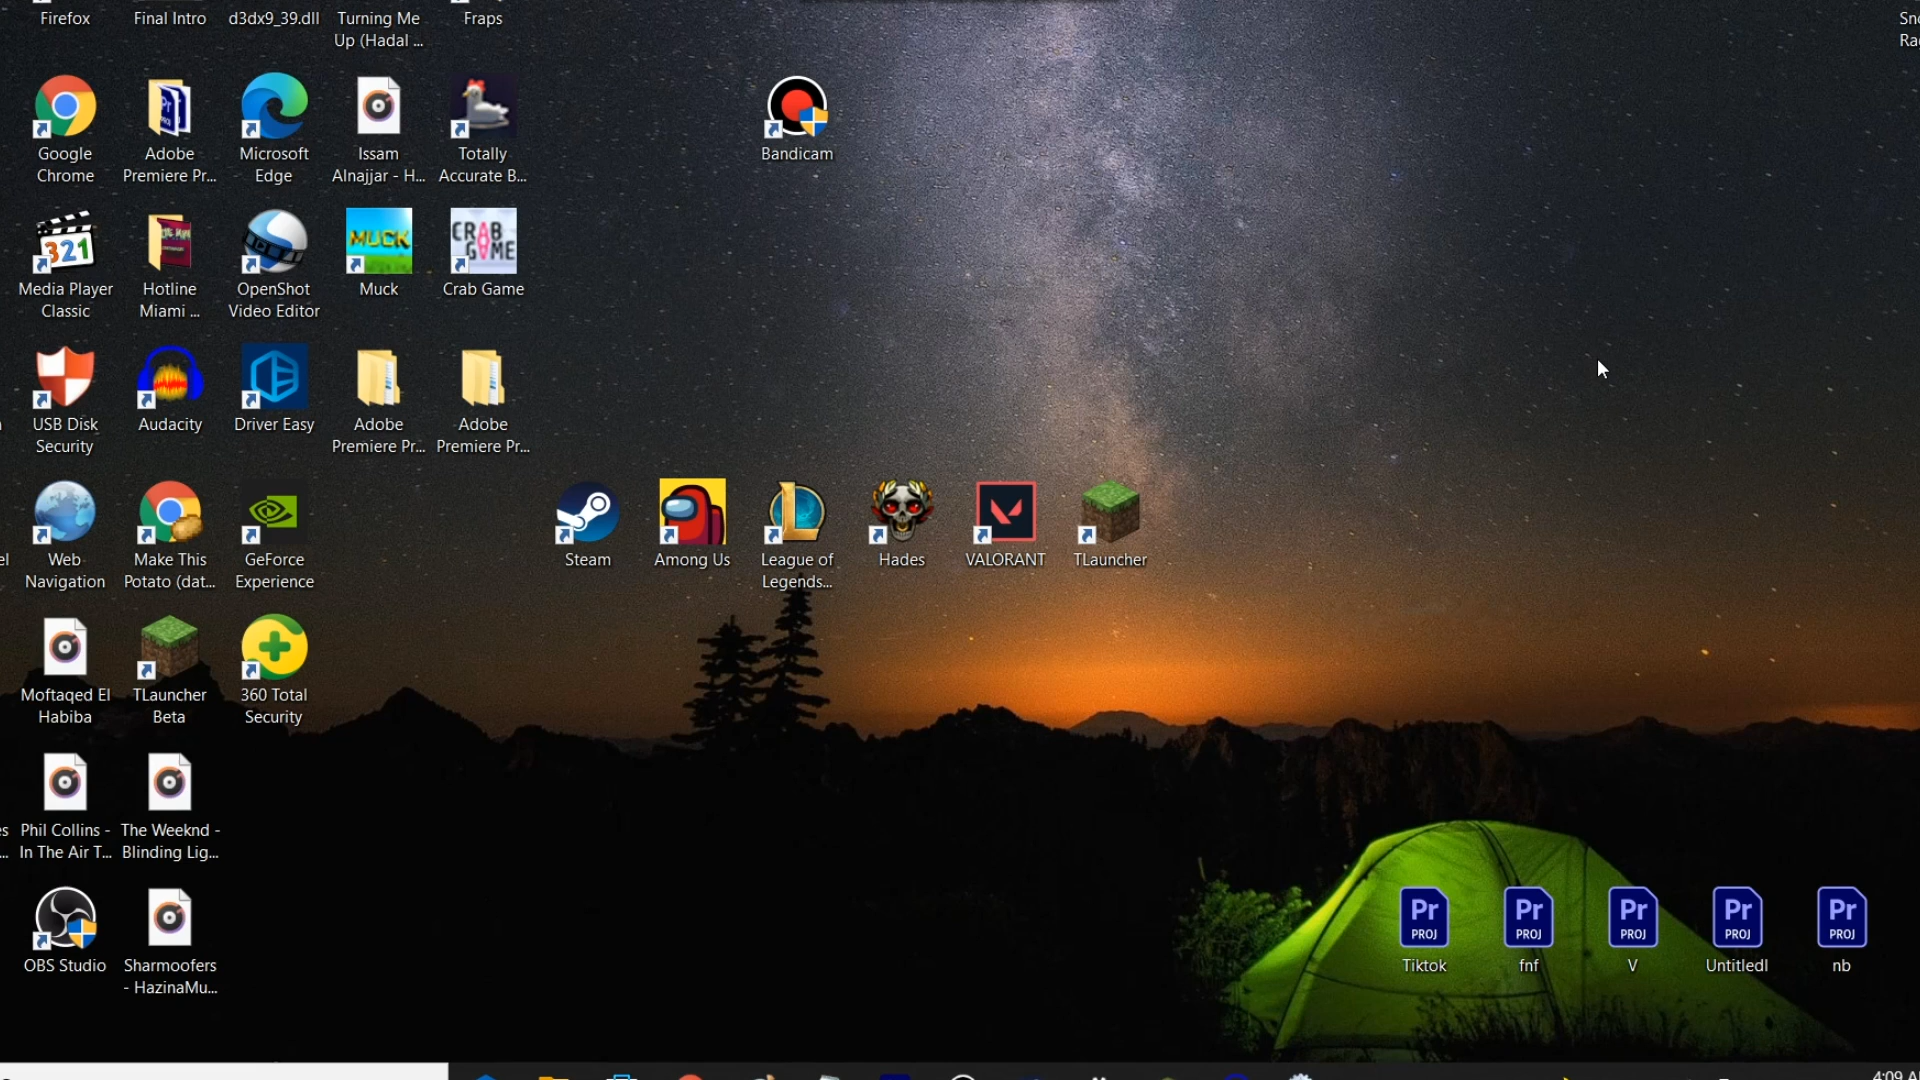 Firefox
Final Intro
d3dx9_39.dll
Turning Me
Up (Hadal ...
Fraps
Google
Chrome
Adobe
Premiere Pr...
Microsoft
Edge
Issam
Alnajjar - H...
Totally
Accurate B...
Bandicam
321
Media Player
Classic
Hotline
Miami ...
OpenShot
Video Editor
MUCK
Muck
CRAB
GAME
Crab Game
USB Disk
Security
Audacity
Driver Easy
Adobe
Premiere Pr...
Adobe
Premiere Pr...
Web
Navigation
Make This
Potato (dat...
GeForce
Experience
Steam
Among Us
League of
Legends...
Hades
VALORANT
TLauncher
Moftaqed El
Habiba
TLauncher
Beta
360 Total
Security
Phil Collins -
In The Air T...
The Weeknd -
Blinding Lig...
OBS Studio
Sharmoofers
- HazinaMu...
Pr
PROJ
Tiktok
Pr
PROJ
fnf
Pr
PROJ
V
Pr
PROJ
Untitledl
Pr
PROJ
nb